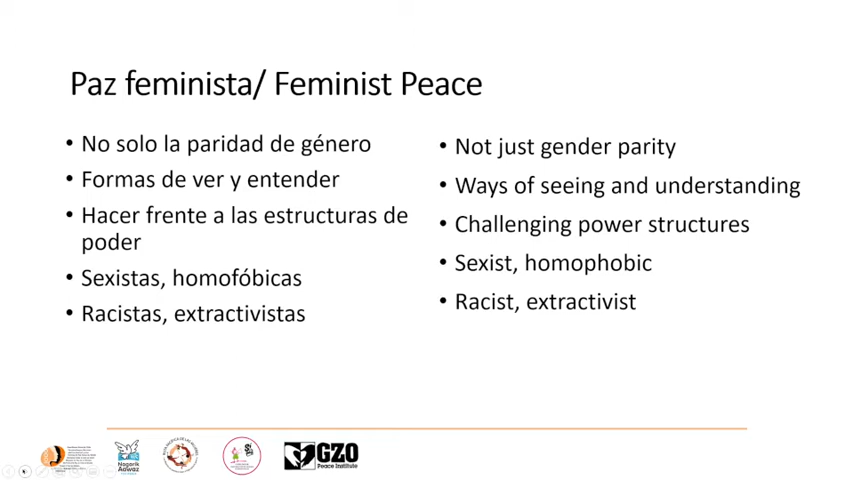 Paz feminista/ Feminist Peace
• No solo la paridad de género
• Formas de ver y entender
• Hacer frente a las estructuras de
poder
• Sexistas, homofóbicas
• Racistas, extractivistas
• Not just gender parity
• Ways of seeing and understanding
• Challenging power structures
• Sexist, homophobic
• Racist, extractivist
Nagarik
Aawaz
GZO
Peace Institute